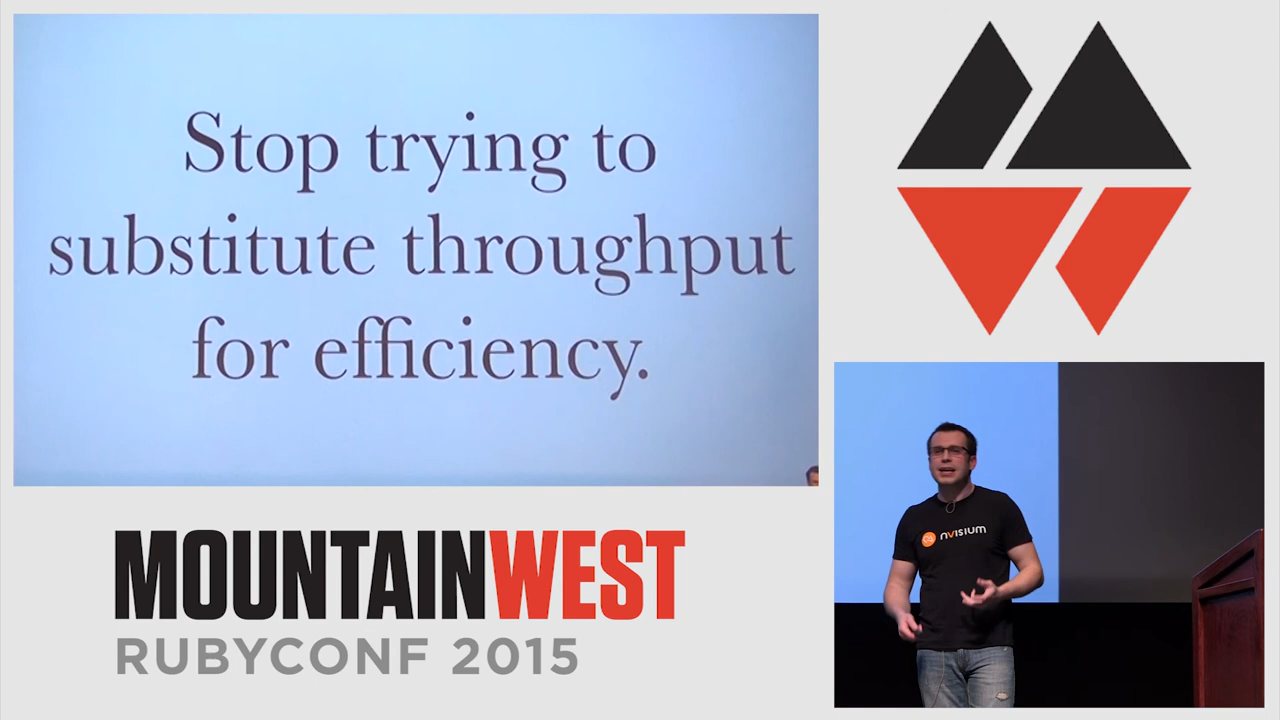 Stop trying to
substitute throughput
for efficiency.
MOUNTAINWEST
RUBYCONF 2015
nVISIUM